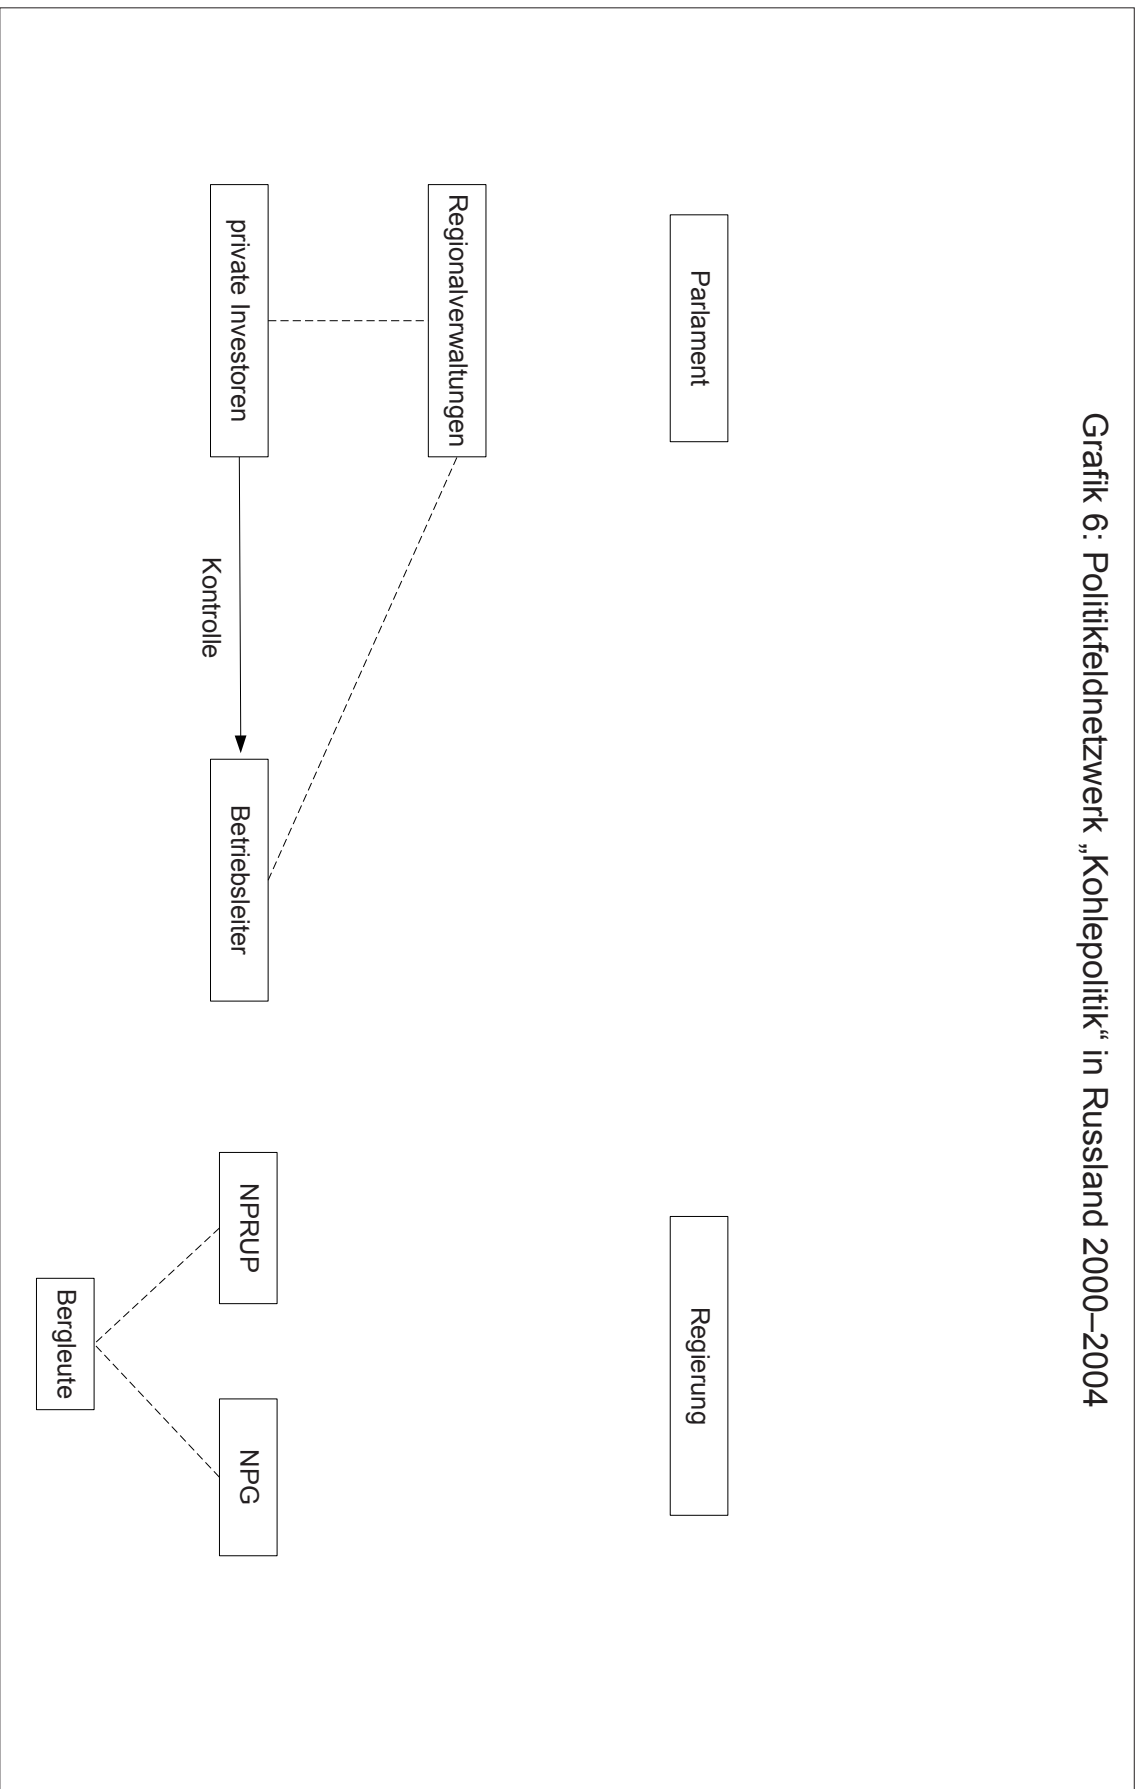 Grafik 6: Politikfeldnetzwerk „Kohlepolitik“ in Russland 2000–2004
Parlament
Regierung
Regionalverwaltungen
private Investoren
Kontrolle
Betriebsleiter
NPRUP
NPG
Bergleute